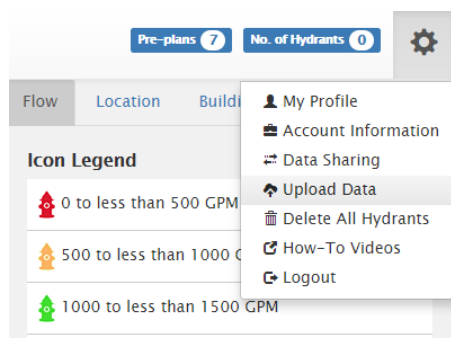 Pre-plans 7 No. of Hydrants 0
Flow Location Buildi
My Profile
Account Information
Data Sharing
Upload Data
Delete All Hydrants
How-To Videos
Logout
Icon Legend
0 to less than 500 GPM
500 to less than 1000 G
1000 to less than 1500 GPM